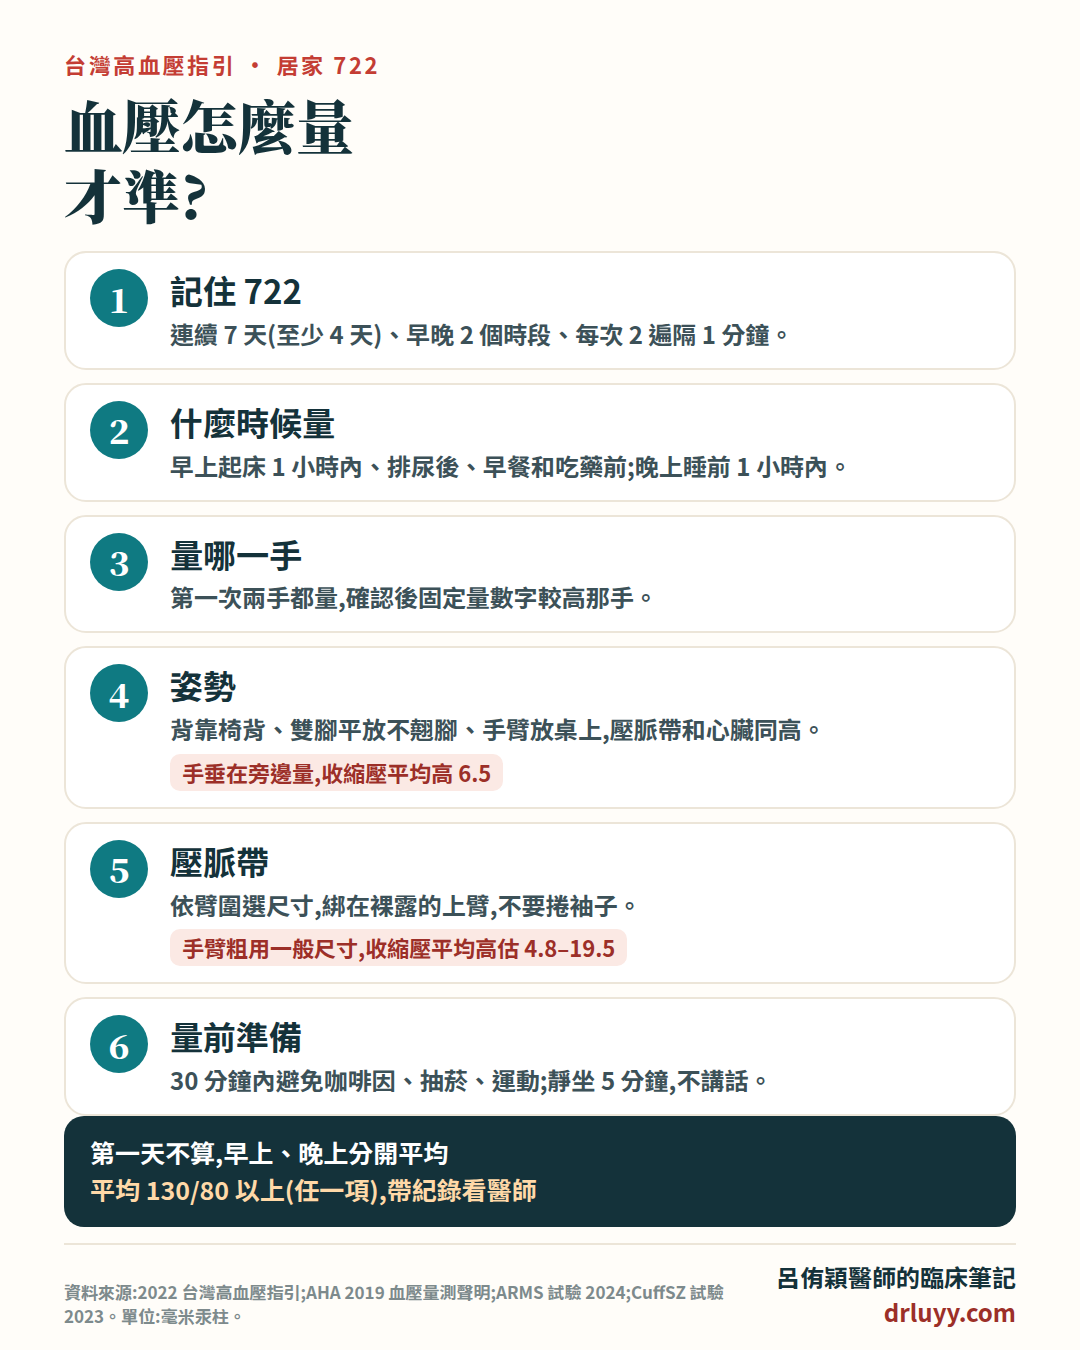 台灣高血壓指引 • 居家 722
血壓怎麼量
才準?
1
記住 722
連續 7 天(至少 4 天)、早晚 2 個時段、每次 2 遍隔 1 分鐘。
2
什麼時候量
早上起床 1 小時內、排尿後、早餐和吃藥前;晚上睡前 1 小時內。
3
量哪一手
第一次兩手都量,確認後固定量數字較高那手。
4
姿勢
背靠椅背、雙腳平放不翹腳、手臂放桌上,壓脈帶和心臟同高。
手垂在旁邊量,收縮壓平均高 6.5
5
壓脈帶
依臂圍選尺寸,綁在裸露的上臂,不要捲袖子。
手臂粗用一般尺寸,收縮壓平均高估 4.8–19.5
6
量前準備
30 分鐘內避免咖啡因、抽菸、運動;靜坐 5 分鐘,不講話。
第一天不算,早上、晚上分開平均
平均 130/80 以上(任一項),帶紀錄看醫師
資料來源:2022 台灣高血壓指引;AHA 2019 血壓量測聲明;ARMS 試驗 2024;CuffSZ 試驗
2023。單位:毫米汞柱。
呂侑穎醫師的臨床筆記
drluyy.com